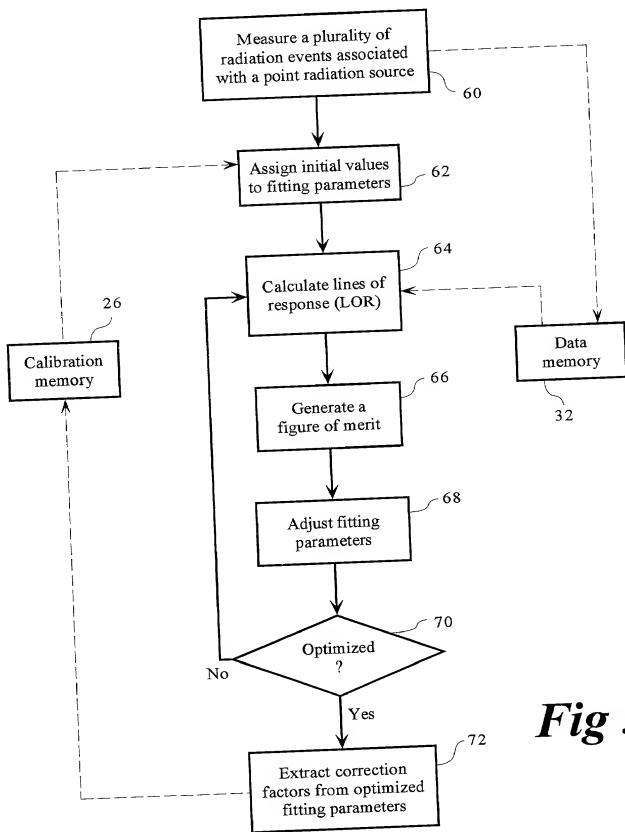 Measure a plurality of
radiation events associated
with a point radiation source
60
Assign initial values
to fitting parameters
62
64
Calculate lines of
response (LOR)
26
Calibration
memory
Data
memory
32
66
Generate a
figure of merit
68
Adjust fitting
parameters
70
Optimized
?
No
Yes
72
Extract correction
factors from optimized
fitting parameters
Fig